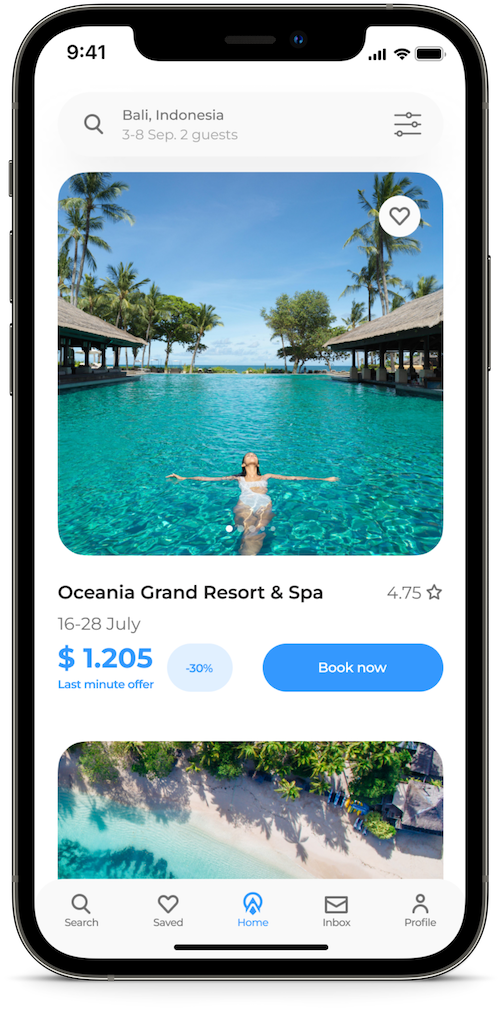 9:41
Bali, Indonesia
3-8 Sep. 2 guests
Oceania Grand Resort & Spa 4.75
16-28 July
$ 1.205
Last minute offer
-30%
Book now
Search Saved Home Inbox Profile